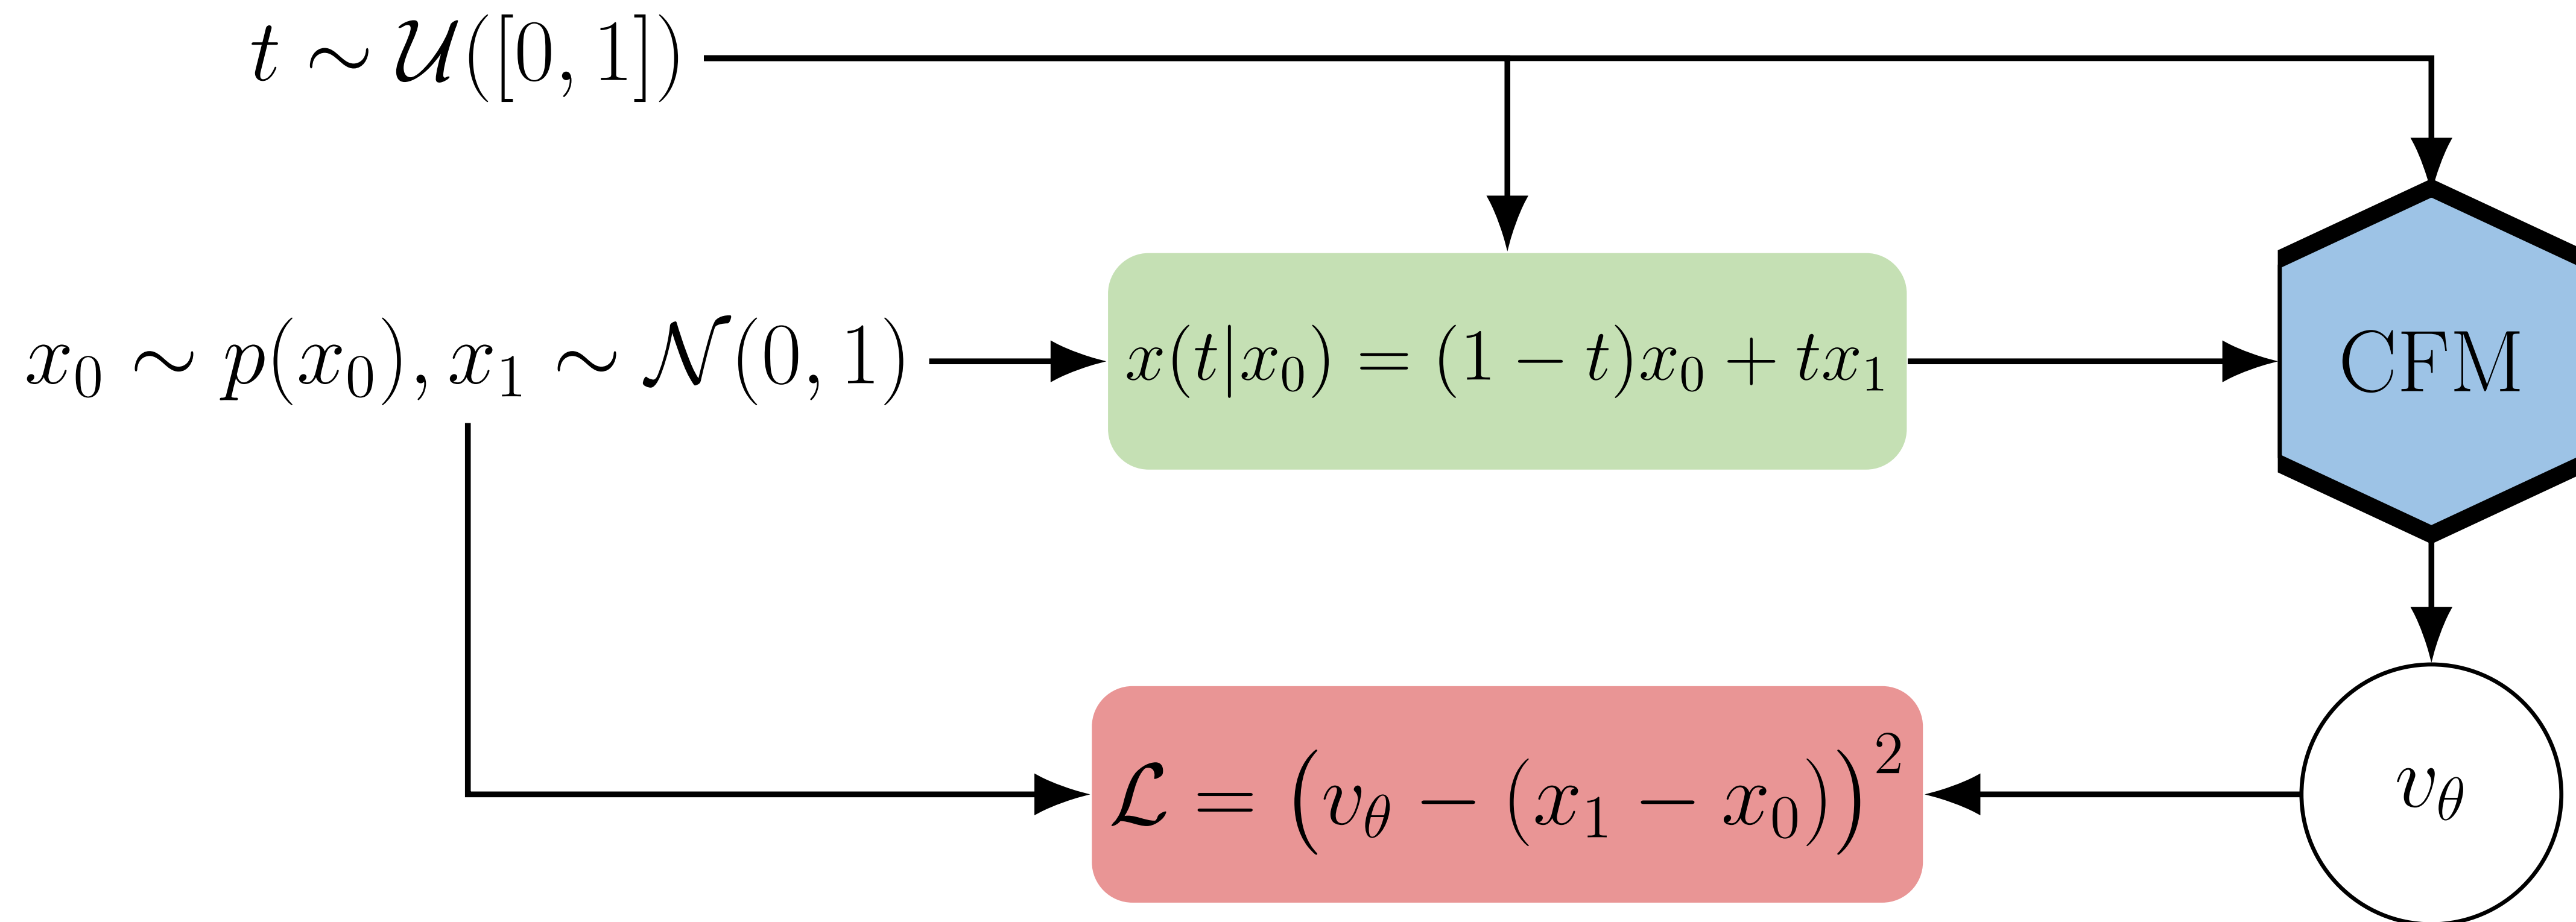 t ∼ 𝒰([0, 1])
x₀ ∼ p(x₀), x₁ ∼ 𝒩(0, 1)
x(t|x₀) = (1 − t)x₀ + tx₁
CFM
ℒ = (v_θ − (x₁ − x₀))²
v_θ